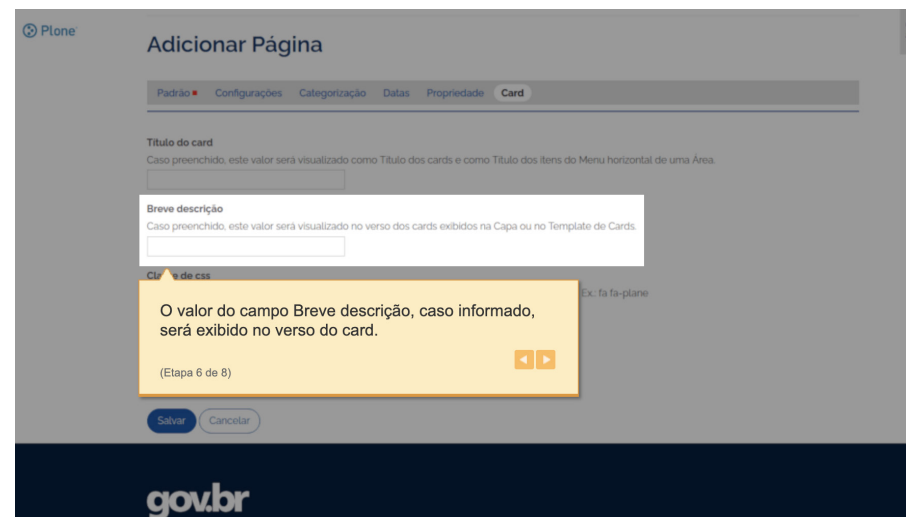 Plone
Adicionar Página
Padrão Configurações Categorização Datas Propriedade Card
Título do card
Caso preenchido, este valor será visualizado como Título dos cards e como Título dos itens do Menu horizontal de uma Área.
Breve descrição
Caso preenchido, este valor será visualizado no verso dos cards exibidos na Capa ou no Template de Cards.
de css
Ex.: fa fa-plane
O valor do campo Breve descrição, caso informado,
será exibido no verso do card.
(Etapa 6 de 8)
Salvar Cancelar
gov.br